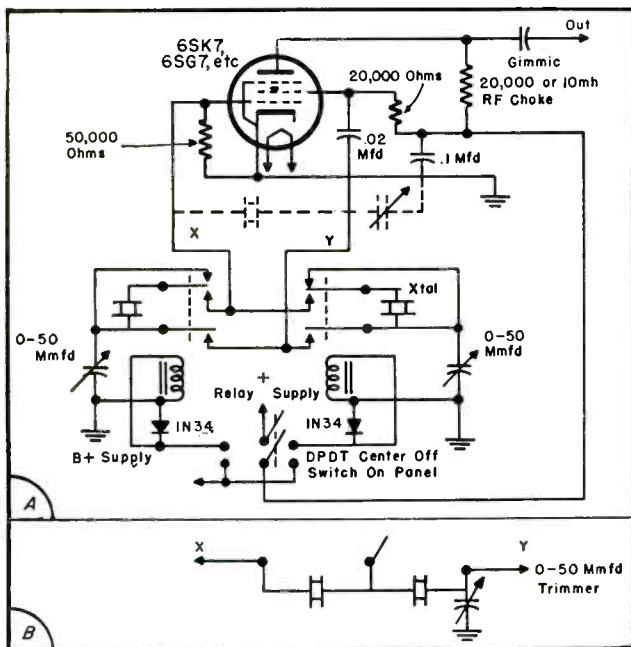 6SK7,
6SG7, etc
Out
Gimmic
20,000 Ohms
20,000 or 10mh
RF Choke
50,000
Ohms
.02
Mfd
.1 Mfd
X
Y
Xtal
0-50
Mmfd
0-50
Mmfd
+
Relay Supply
1N34
1N34
B+ Supply
DPDT Center Off
Switch On Panel
A
X
Y
0-50 Mmfd
Trimmer
B